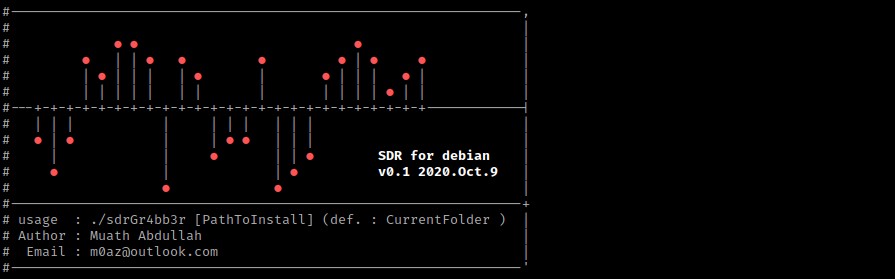 SDR for debian
v0.1 2020.Oct.9
# usage  : ./sdrGr4bb3r [PathToInstall] (def. : CurrentFolder )
# Author : Muath Abdullah
#  Email : m0az@outlook.com